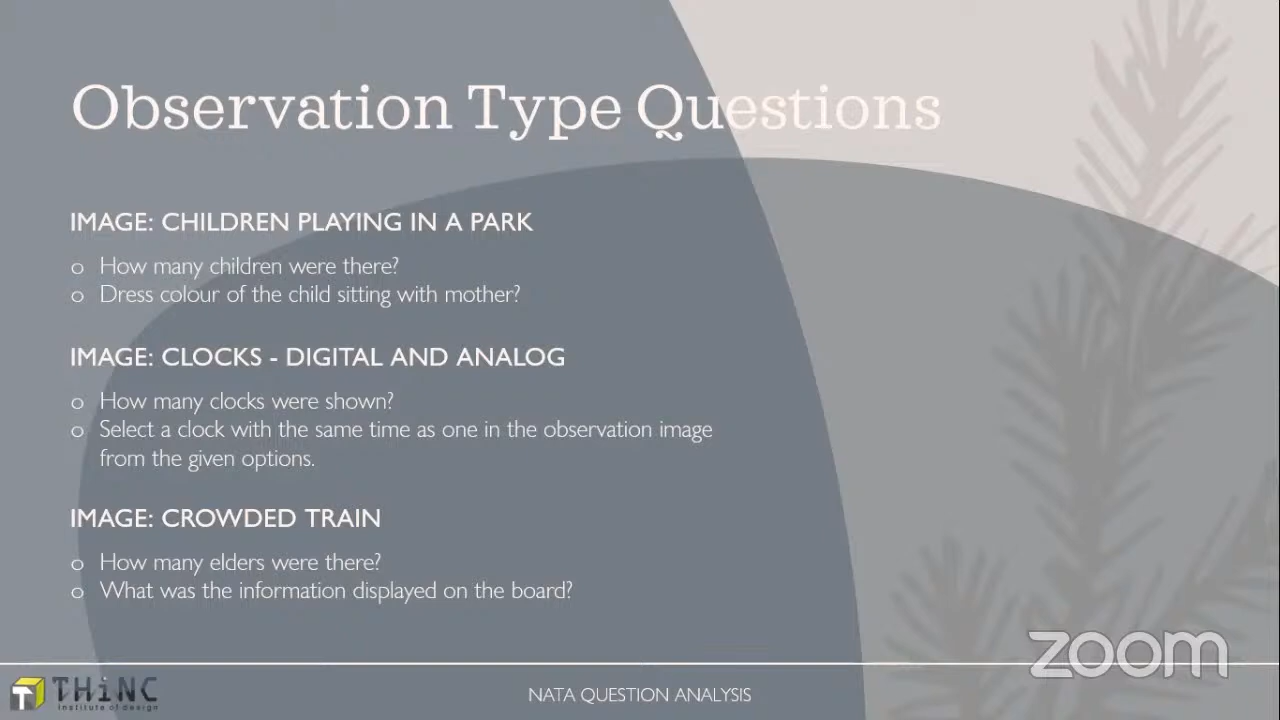 Observation Type Questions
IMAGE: CHILDREN PLAYING IN A PARK
o How many children were there?
o Dress colour of the child sitting with mother?
IMAGE: CLOCKS - DIGITAL AND ANALOG
o How many clocks were shown?
o Select a clock with the same time as one in the observation image
from the given options.
IMAGE: CROWDED TRAIN
o How many elders were there?
o What was the information displayed on the board?
zoom
THiNC
institute of design
NATA QUESTION ANALYSIS